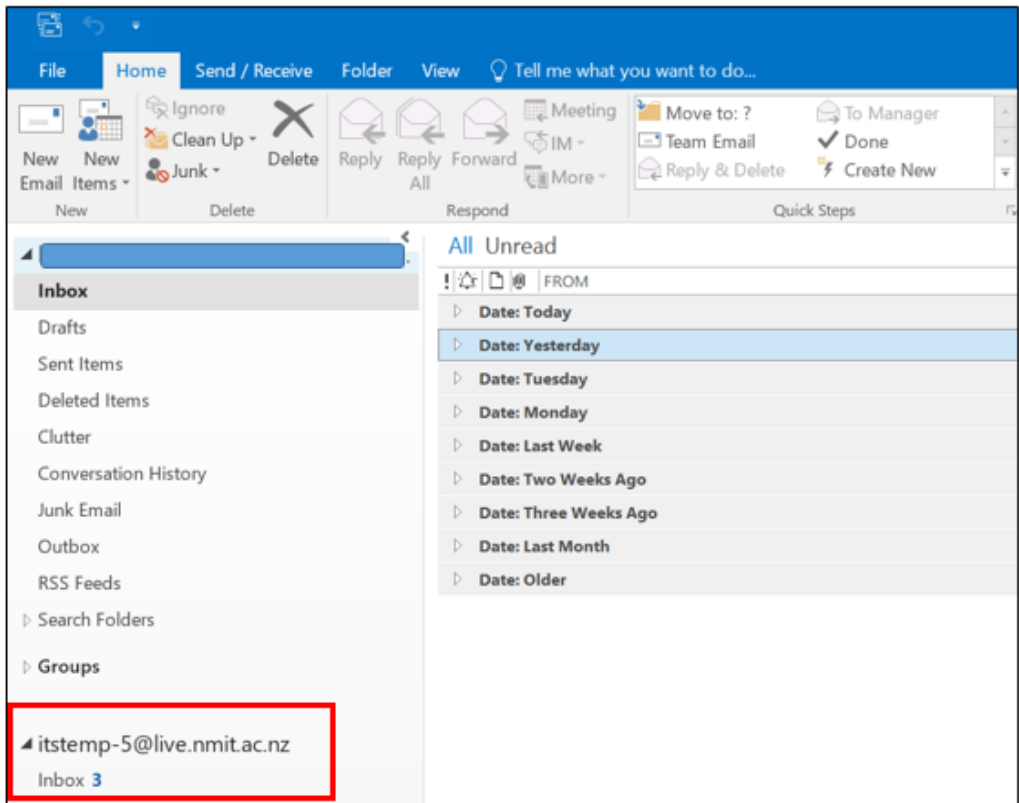 File Home Send / Receive Folder View Tell me what you want to do...
Ignore
Clean Up
Junk
New Email
New Items
Delete
Reply
Reply All
Forward
Meeting
IM
More
Move to: ?
Team Email
Reply & Delete
To Manager
Done
Create New
New Delete Respond Quick Steps
Inbox
Drafts
Sent Items
Deleted Items
Clutter
Conversation History
Junk Email
Outbox
RSS Feeds
Search Folders
Groups
itstemp-5@live.nmit.ac.nz
Inbox 3
All Unread
! FROM
Date: Today
Date: Yesterday
Date: Tuesday
Date: Monday
Date: Last Week
Date: Two Weeks Ago
Date: Three Weeks Ago
Date: Last Month
Date: Older